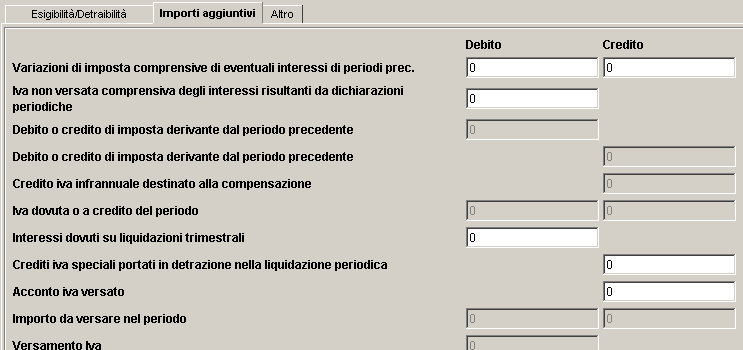 Esigibilità/Detraibilità Importi aggiuntivi Altro
Debito Credito
Variazioni di imposta comprensive di eventuali interessi di periodi prec. 0 0
Iva non versata comprensiva degli interessi risultanti da dichiarazioni
periodiche 0
Debito o credito di imposta derivante dal periodo precedente 0
Debito o credito di imposta derivante dal periodo precedente 0
Credito iva infrannuale destinato alla compensazione 0
Iva dovuta o a credito del periodo 0 0
Interessi dovuti su liquidazioni trimestrali 0
Crediti iva speciali portati in detrazione nella liquidazione periodica 0
Acconto iva versato 0
Importo da versare nel periodo 0 0
Versamento Iva 0